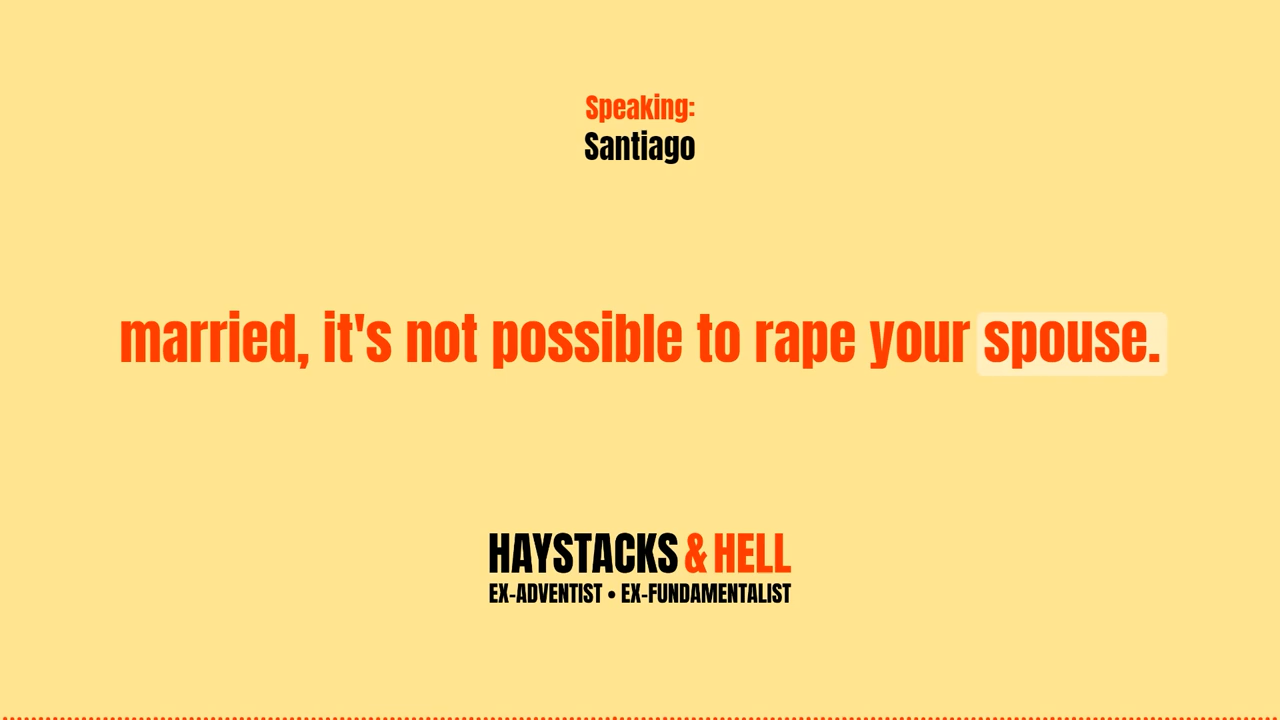 Speaking:
Santiago
married, it's not possible to rape your spouse.
HAYSTACKS & HELL
EX-ADVENTIST • EX-FUNDAMENTALIST